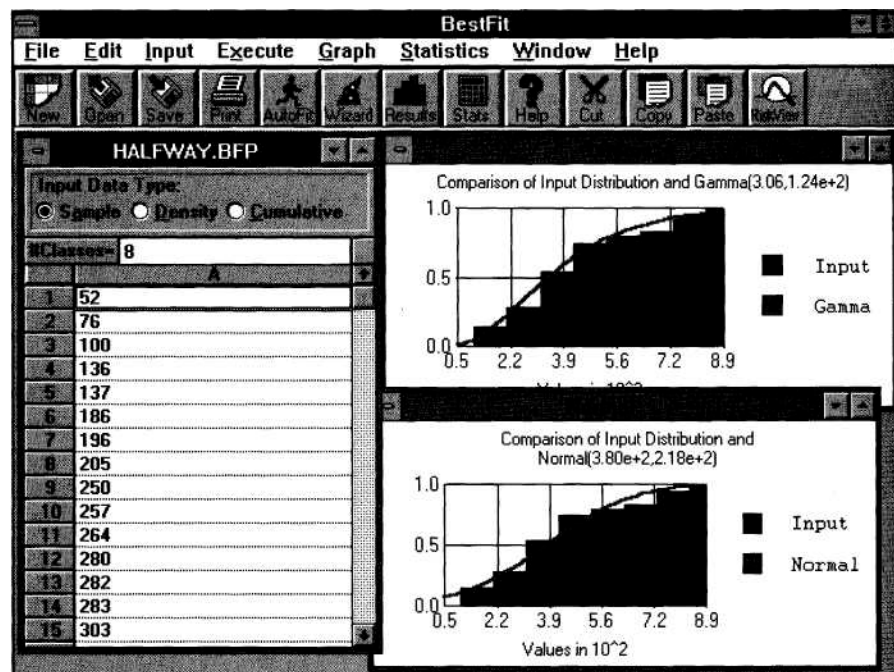 BestFit
File Edit Input Execute Graph Statistics Window Help
New Open Save Print AutoFit Wizard Results Stats Help Cut Copy Paste RiskView
HALFWAY.BFP
Input Data Type:
Sample Density Cumulative
#Classes= 8
A
1 52
2 76
3 100
4 136
5 137
6 186
7 196
8 205
9 250
10 257
11 264
12 280
13 282
14 283
15 303
Comparison of Input Distribution and Gamma(3.06,1.24e+2)
1.0
0.5
0.0
0.5 2.2 3.9 5.6 7.2 8.9
Values in 10^2
Input
Gamma
Comparison of Input Distribution and
Normal(3.80e+2,2.18e+2)
1.0
0.5
0.0
0.5 2.2 3.9 5.6 7.2 8.9
Values in 10^2
Input
Normal